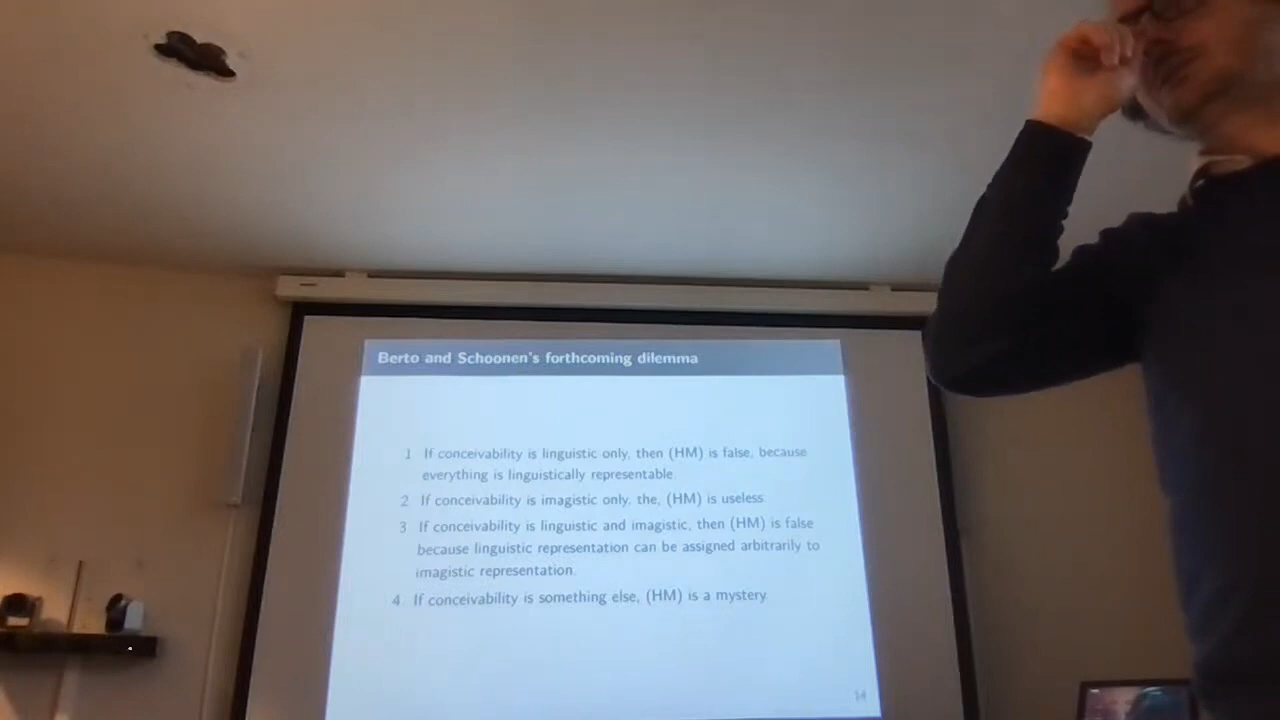 Berto and Schoonen's forthcoming dilemma
1 If conceivability is linguistic only, then (HM) is false, because
everything is linguistically representable.
2 If conceivability is imagistic only, the, (HM) is useless.
3 If conceivability is linguistic and imagistic, then (HM) is false
because linguistic representation can be assigned arbitrarily to
imagistic representation.
4 If conceivability is something else, (HM) is a mystery.
14